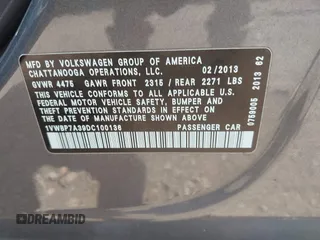 MFD BY VOLKSWAGEN GROUP OF AMERICA
CHATTANOOGA OPERATIONS, LLC. 02/2013
GVWR 4475 GAWR FRONT 2315 / REAR 2271 LBS
THIS VEHICLE CONFORMS TO ALL APPLICABLE U.S.
FEDERAL MOTOR VEHICLE SAFETY, BUMPER AND
THEFT PREVENTION STANDARDS IN EFFECT ON THE
DATE OF MANUFACTURE SHOWN ABOVE.
PASSENGER CAR
2013 62
DREAMBID